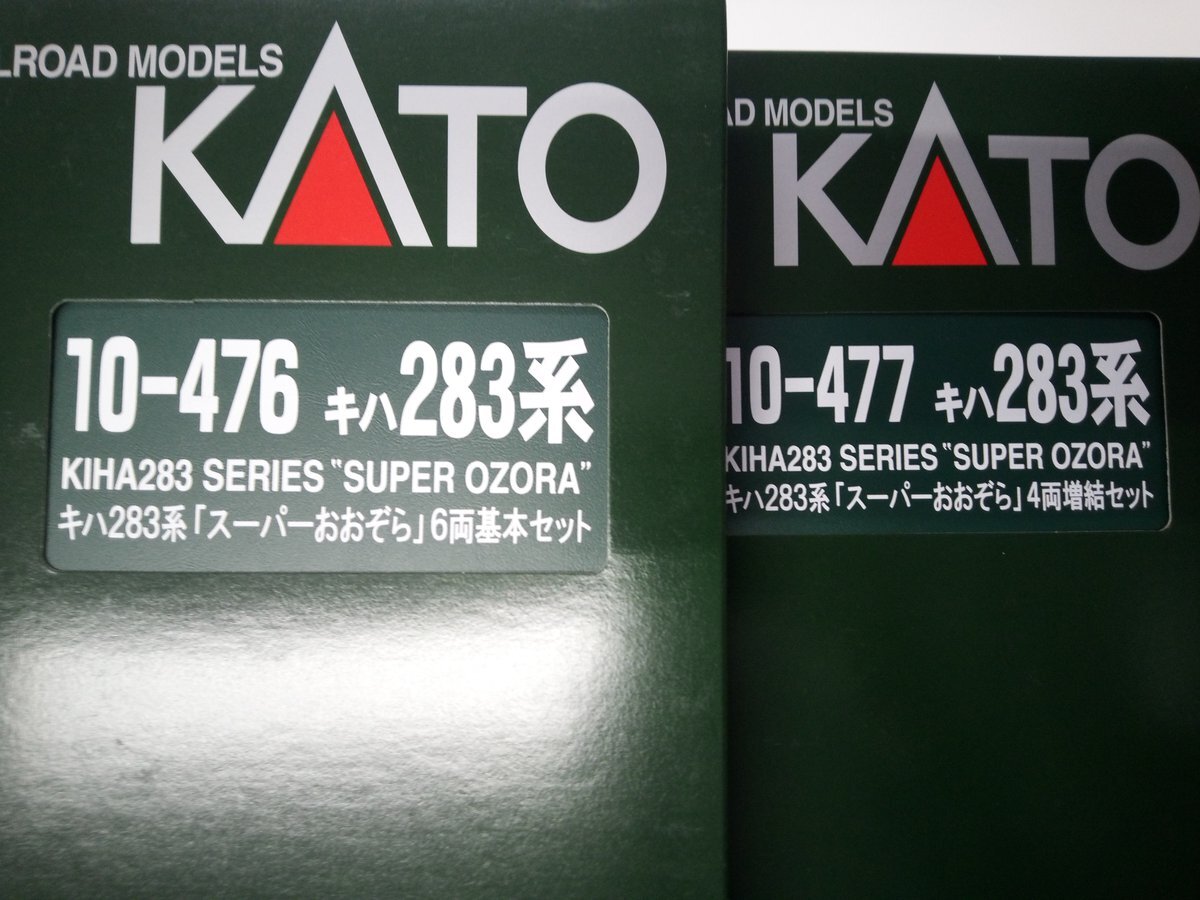 LROAD MODELS
KATO
10-476 キハ283系
KIHA283 SERIES "SUPER OZORA"
キハ283系「スーパーおおぞら」6両基本セット
AD MODELS
KATO
10-477 キハ283系
KIHA283 SERIES "SUPER OZORA"
キハ283系「スーパーおおぞら」4両増結セット